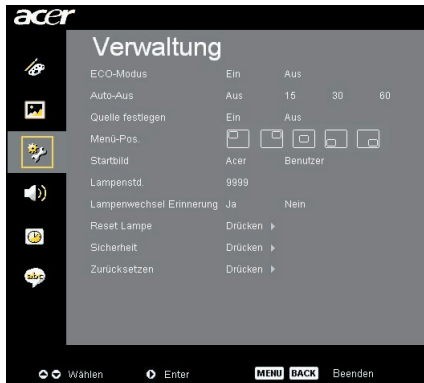 acer
Verwaltung
ECO-Modus Ein Aus
Auto-Aus Aus 15 30 60
Quelle festlegen Ein Aus
Menü-Pos.
Startbild Acer Benutzer
Lampenstd. 9999
Lampenwechsel Erinnerung Ja Nein
Reset Lampe Drücken
Sicherheit Drücken
Zurücksetzen Drücken
abc
Wählen Enter MENU BACK Beenden